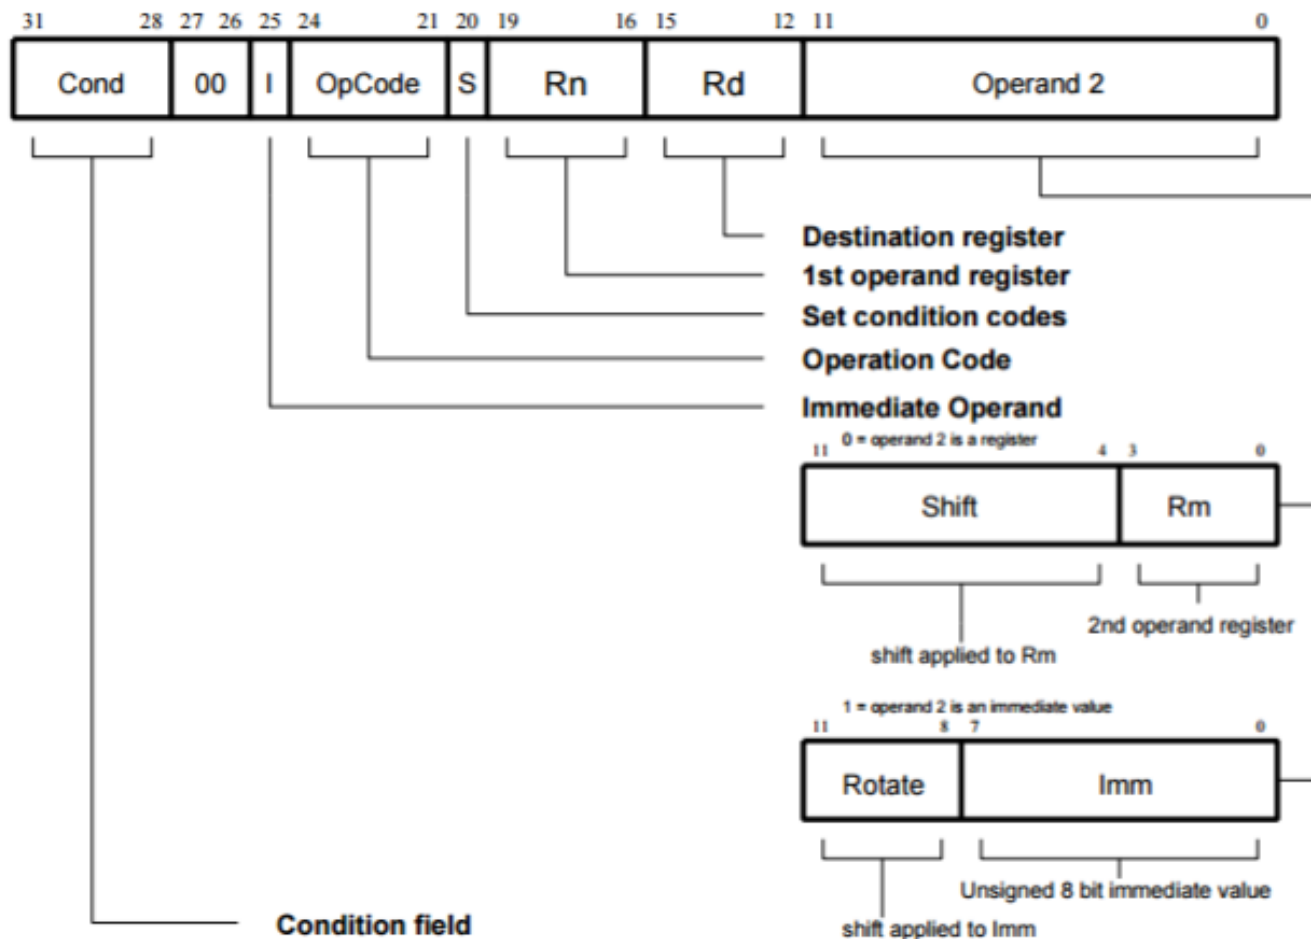 31 28 27 26 25 24 21 20 19 16 15 12 11 0
Cond 00 I OpCode S Rn Rd Operand 2
Destination register
1st operand register
Set condition codes
Operation Code
Immediate Operand
0 = operand 2 is a register
11 4 3 0
Shift Rm
2nd operand register
shift applied to Rm
1 = operand 2 is an immediate value
11 8 7 0
Rotate Imm
Unsigned 8 bit immediate value
shift applied to Imm
Condition field